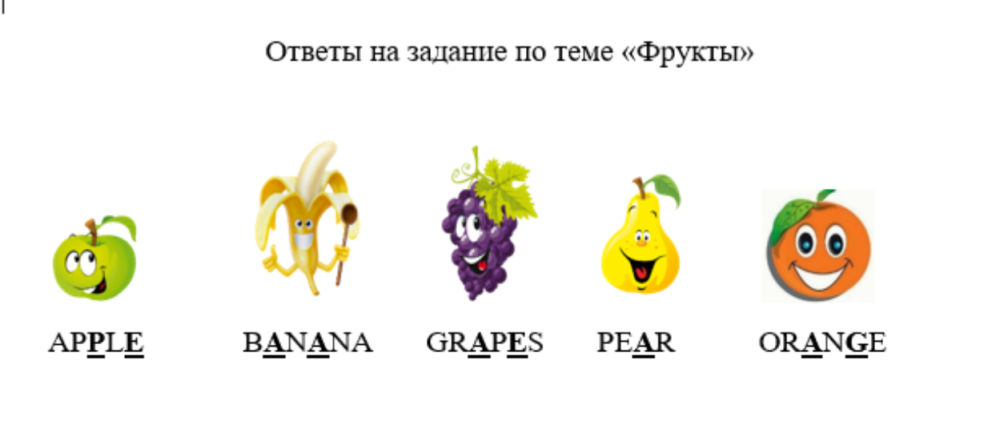 Ответы на задание по теме «Фрукты»
APPLE BANANA GRAPES PEAR ORANGE